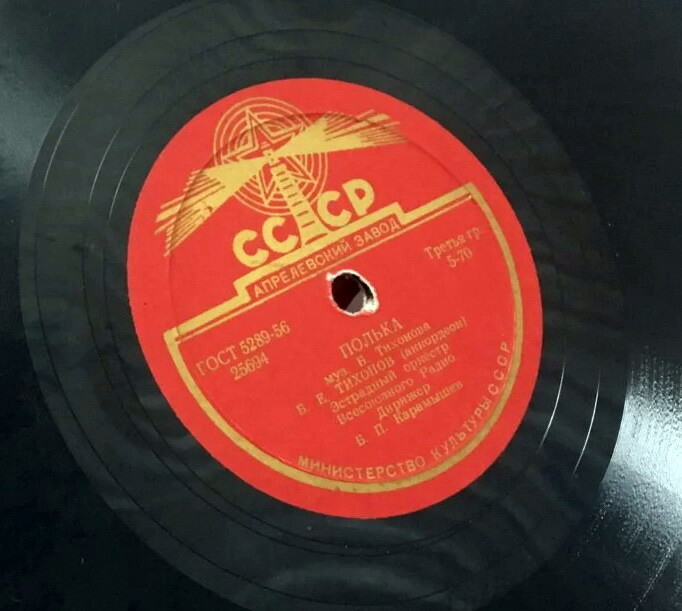 СССР
АПРЕЛЕВСКИЙ ЗАВОД
Третья гр.
5-70
ГОСТ 5289-56
25694
ПОЛЬКА
муз. Б. Тихонова
Б. Е. ТИХОНОВ (аккордеон)
Эстрадный оркестр
Всесоюзного Радио
Дирижер
Б. П. Карамышев
МИНИСТЕРСТВО КУЛЬТУРЫ СССР